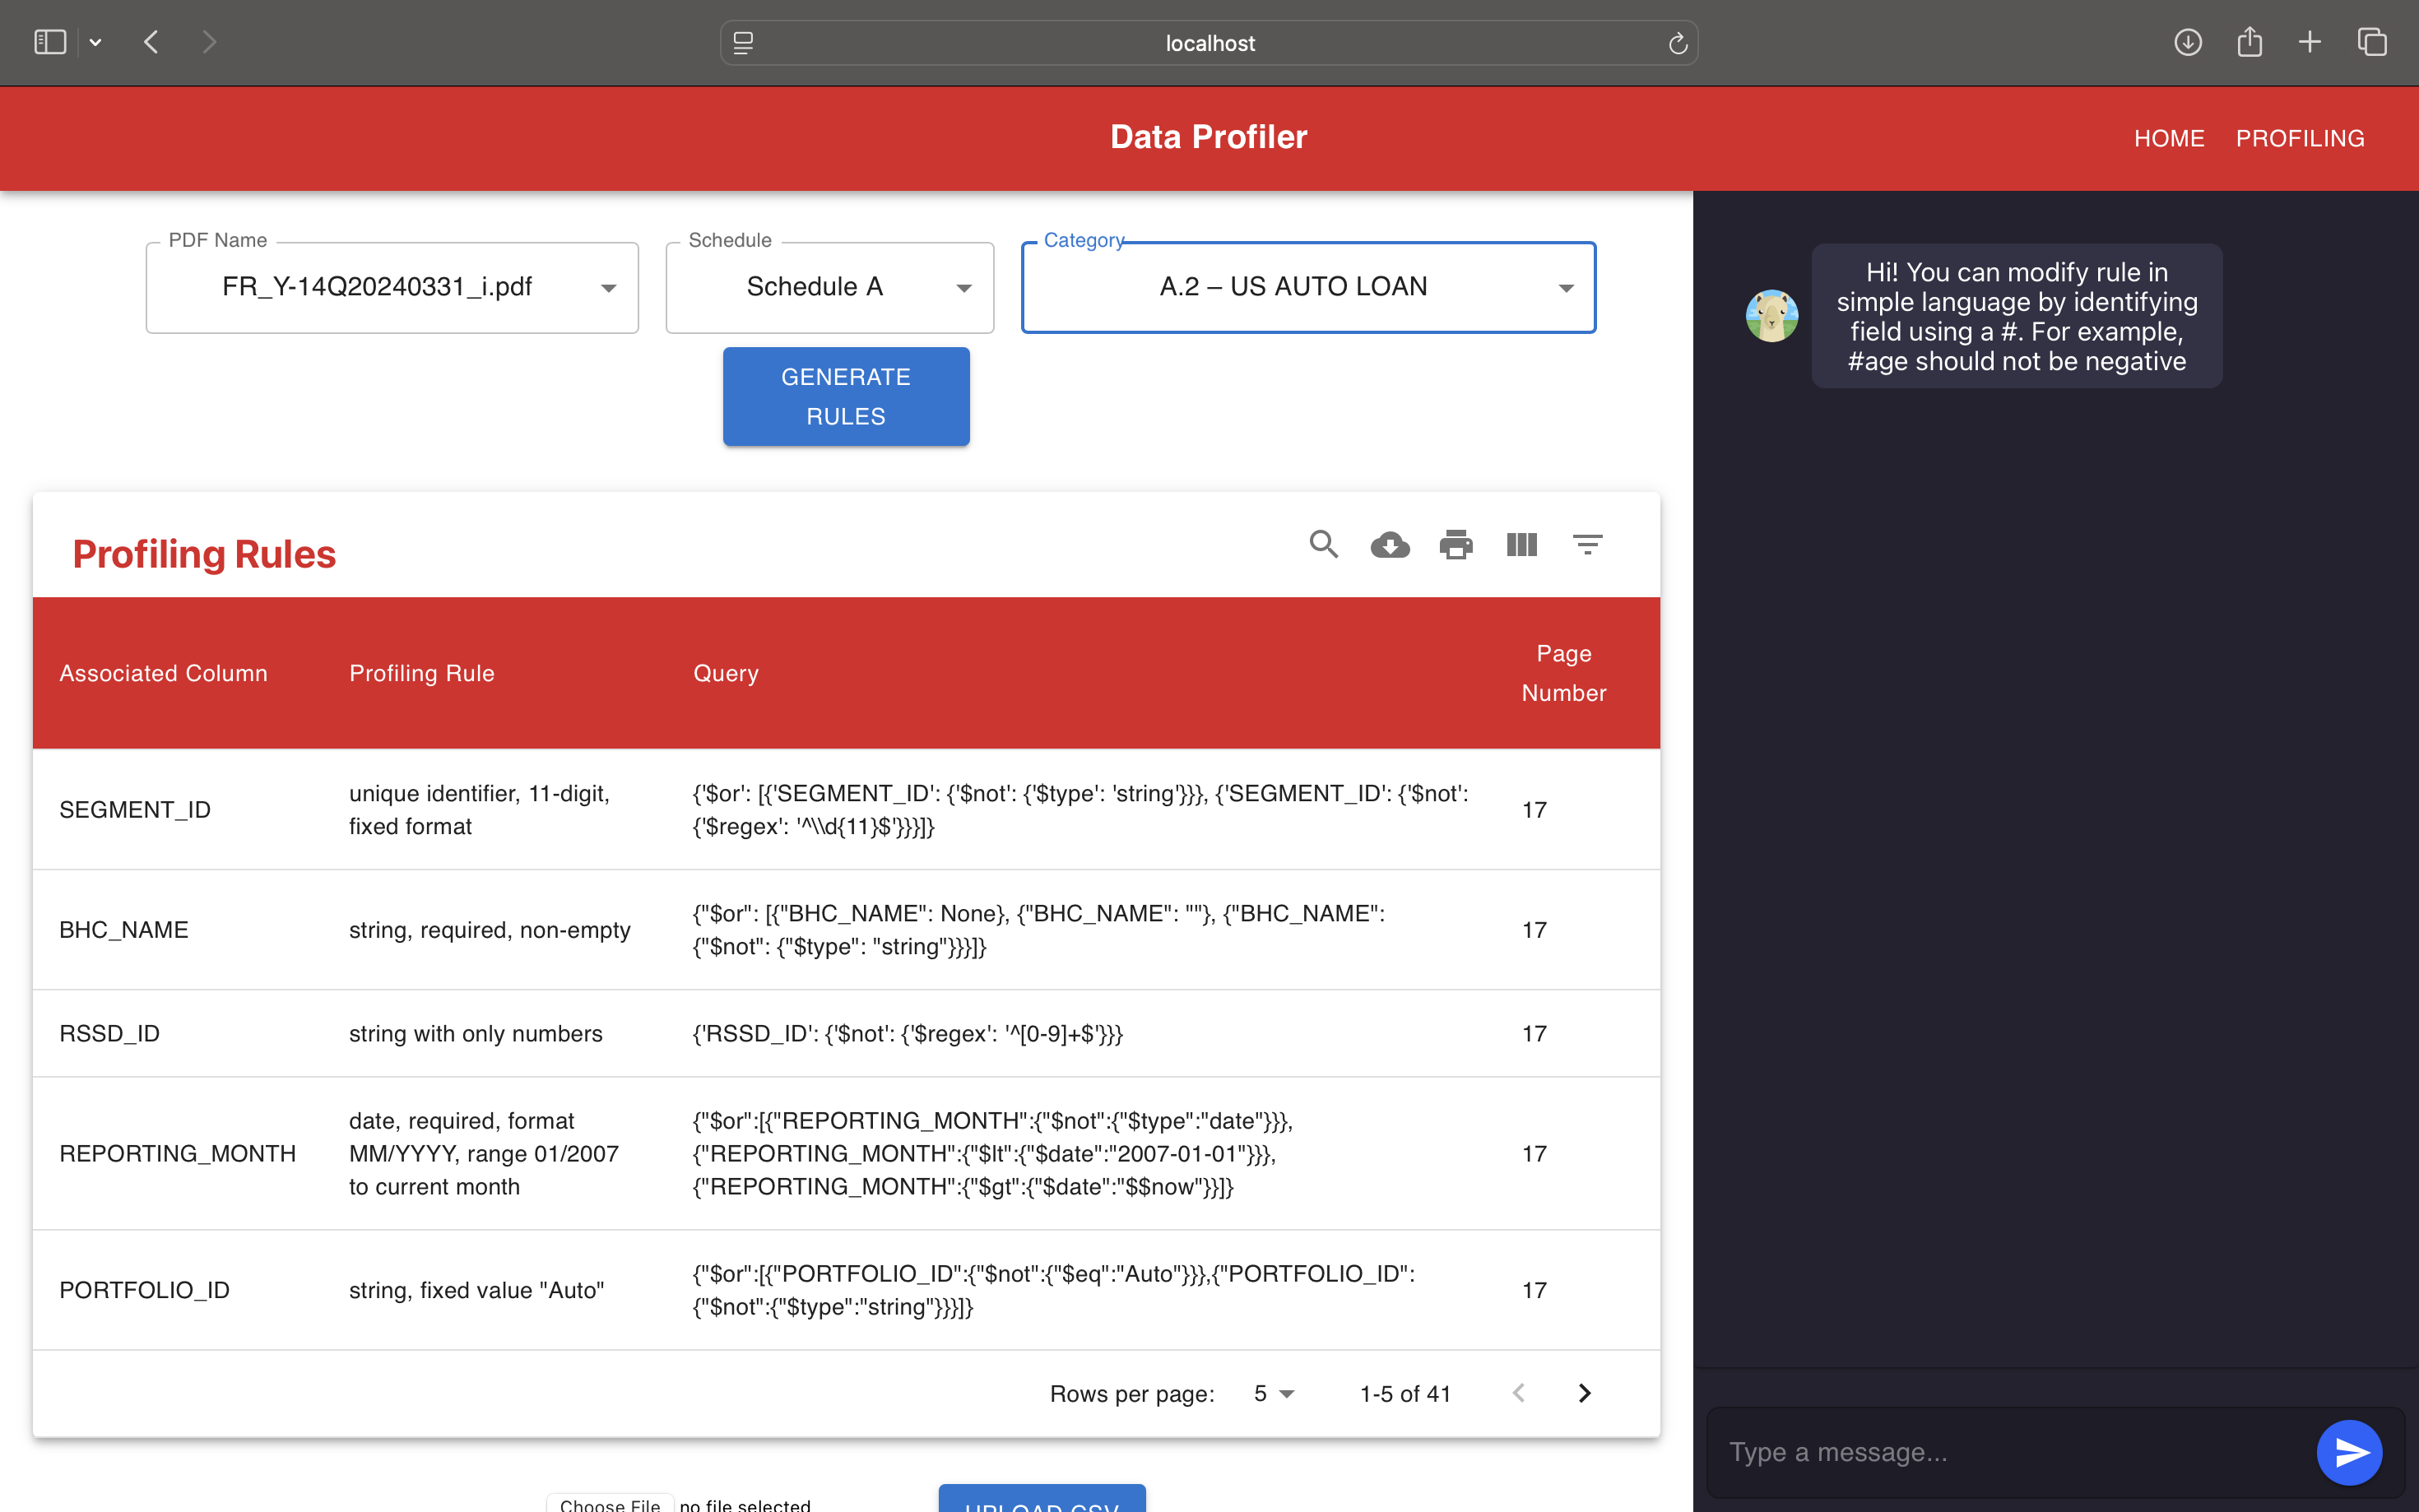 localhost
Data Profiler
HOME
PROFILING
PDF Name
FR_Y-14Q20240331_i.pdf
Schedule
Schedule A
Category
A.2 – US AUTO LOAN
GENERATE
RULES
Hi! You can modify rule in
simple language by identifying
field using a #. For example,
#age should not be negative
Profiling Rules
Associated Column
Profiling Rule
Query
Page
Number
SEGMENT_ID
unique identifier, 11-digit,
fixed format
{'$or': [{'SEGMENT_ID': {'$not': {'$type': 'string'}}}, {'SEGMENT_ID': {'$not':
{'$regex': '^\\d{11}$'}}}]}
17
BHC_NAME
string, required, non-empty
{"$or": [{"BHC_NAME": None}, {"BHC_NAME": ""}, {"BHC_NAME":
{"$not": {"$type": "string"}}}]}
17
RSSD_ID
string with only numbers
{'RSSD_ID': {'$not': {'$regex': '^[0-9]+$'}}}
17
REPORTING_MONTH
date, required, format
MM/YYYY, range 01/2007
to current month
{"$or":[{"REPORTING_MONTH":{"$not":{"$type":"date"}}},
{"REPORTING_MONTH":{"$lt":{"$date":"2007-01-01"}}},
{"REPORTING_MONTH":{"$gt":{"$date":"$$now"}}]}
17
PORTFOLIO_ID
string, fixed value "Auto"
{"$or":[{"PORTFOLIO_ID":{"$not":{"$eq":"Auto"}}},{"PORTFOLIO_ID":
{"$not":{"$type":"string"}}}]}
17
Rows per page:
5
1-5 of 41
Choose File
no file selected
UPLOAD CSV
Type a message...